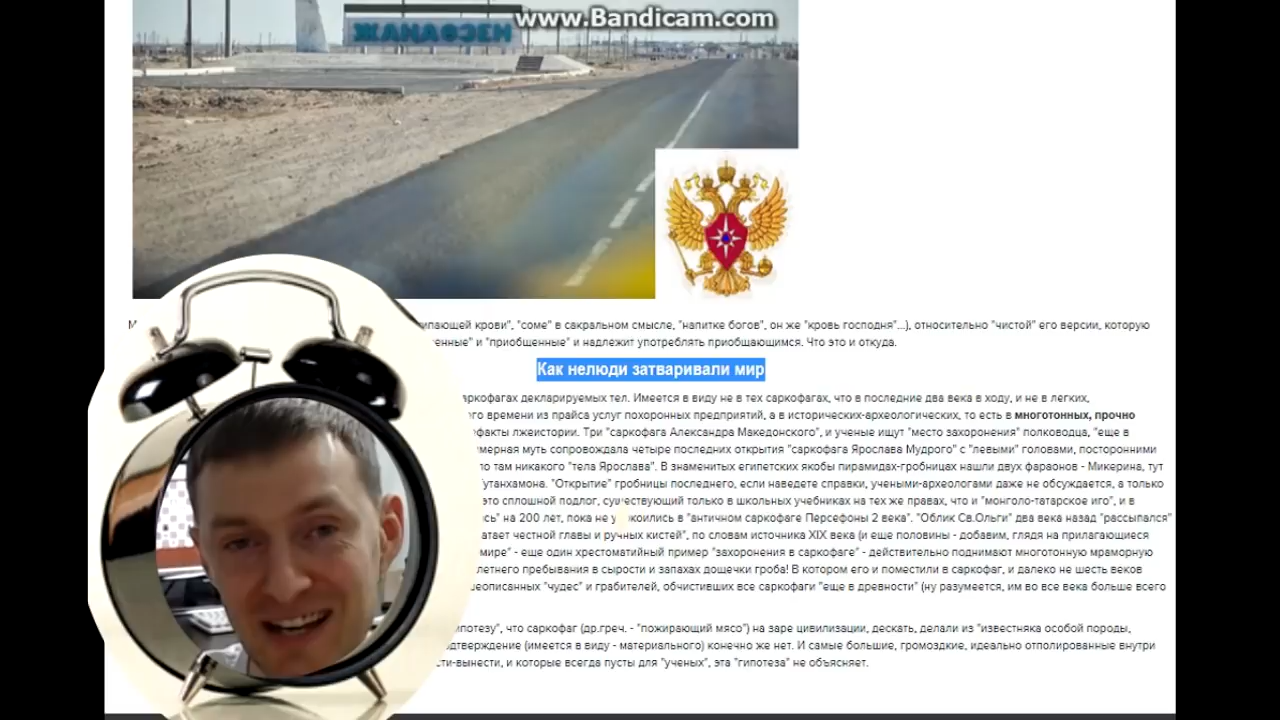 www.Bandicam.com
ЖАНАӨЗЕН
ипающей крови", "соме" в сакральном смысле, "напитке богов", он же "кровь господня"...), относительно "чистой" его версии, которую
енные" и "приобщенные" и надлежит употреблять приобщающимся. Что это и откуда.
Как нелюди затваривали мир
аркофагах декларируемых тел. Имеется в виду не в тех саркофагах, что в последние два века в ходу, и не в легких,
го времени из прайса услуг похоронных предприятий, а в исторических-археологических, то есть в многотонных, прочно
ефакты лжеистории. Три "саркофага Александра Македонского", и ученые ищут "место захоронения" полководца, "еще в
имерная муть сопровождала четыре последних открытия "саркофага Ярослава Мудрого" с "левыми" головами, посторонними
ло там никакого "тела Ярослава". В знаменитых египетских якобы пирамидах-гробницах нашли двух фараонов - Микерина, тут
Тутанхамона. "Открытие" гробницы последнего, если наведете справки, учеными-археологами даже не обсуждается, а только
это сплошной подлог, существующий только в школьных учебниках на тех же правах, что и "монголо-татарское иго", и в
сь" на 200 лет, пока не упокоились в "античном саркофаге Персефоны 2 века". "Облик Св.Ольги" два века назад "рассыпался"
атает честной главы и ручных кистей", по словам источника XIX века (и еще половины - добавим, глядя на прилагающиеся
мире" - еще один хрестоматийный пример "захоронения в саркофаге" - действительно поднимают многотонную мраморную
летнего пребывания в сырости и запахах дощечки гроба! В котором его и поместили в саркофаг, и далеко не шесть веков
еописанных "чудес" и грабителей, обчистивших все саркофаги "еще в древности" (ну разумеется, им во все века больше всего
ипотезу", что саркофаг (др.греч. - "пожирающий мясо") на заре цивилизации, дескать, делали из "известняка особой породы,
одтверждение (имеется в виду - материального) конечно же нет. И самые большие, громоздкие, идеально отполированные внутри
сти-вынести, и которые всегда пусты для "ученых", эта "гипотеза" не объясняет.